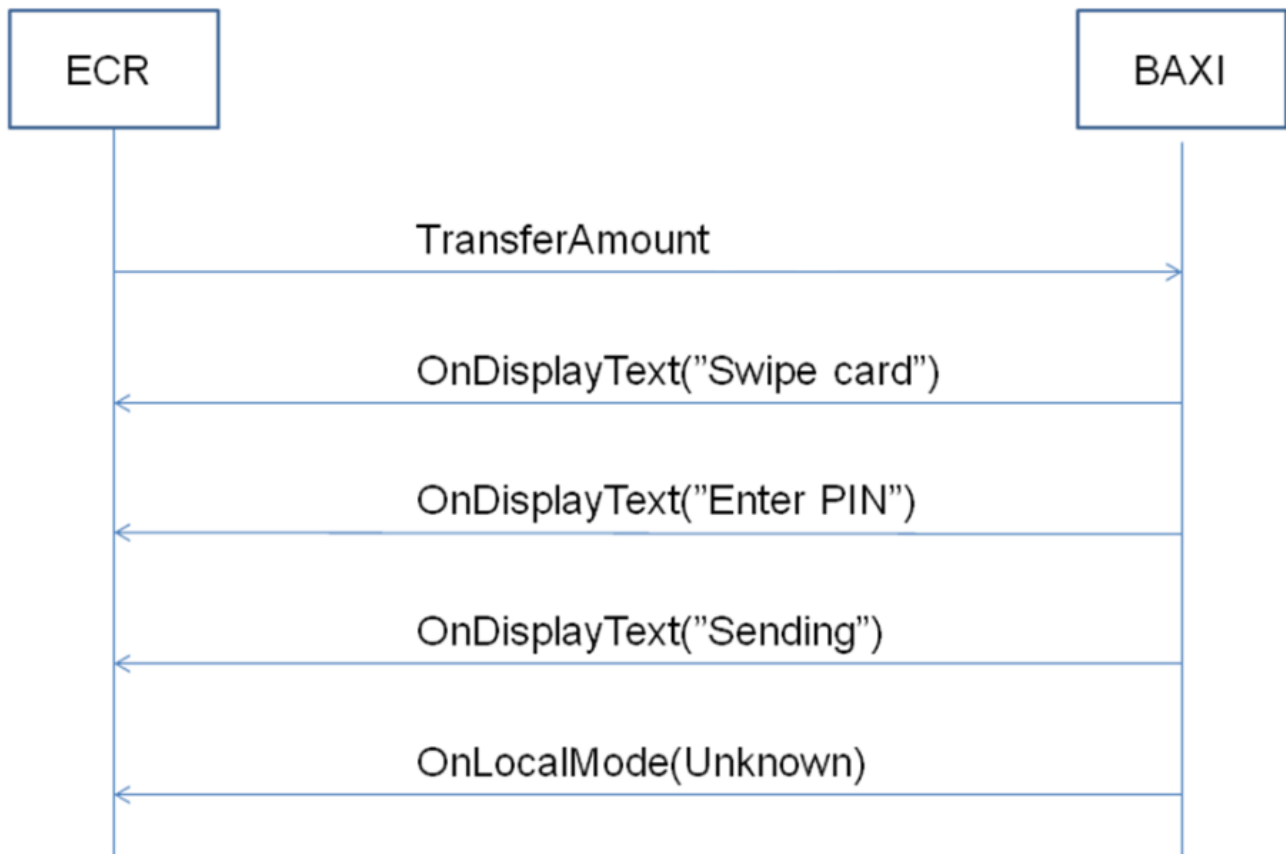 ECR
BAXI
TransferAmount
OnDisplayText(”Swipe card”)
OnDisplayText(”Enter PIN”)
OnDisplayText(”Sending”)
OnLocalMode(Unknown)